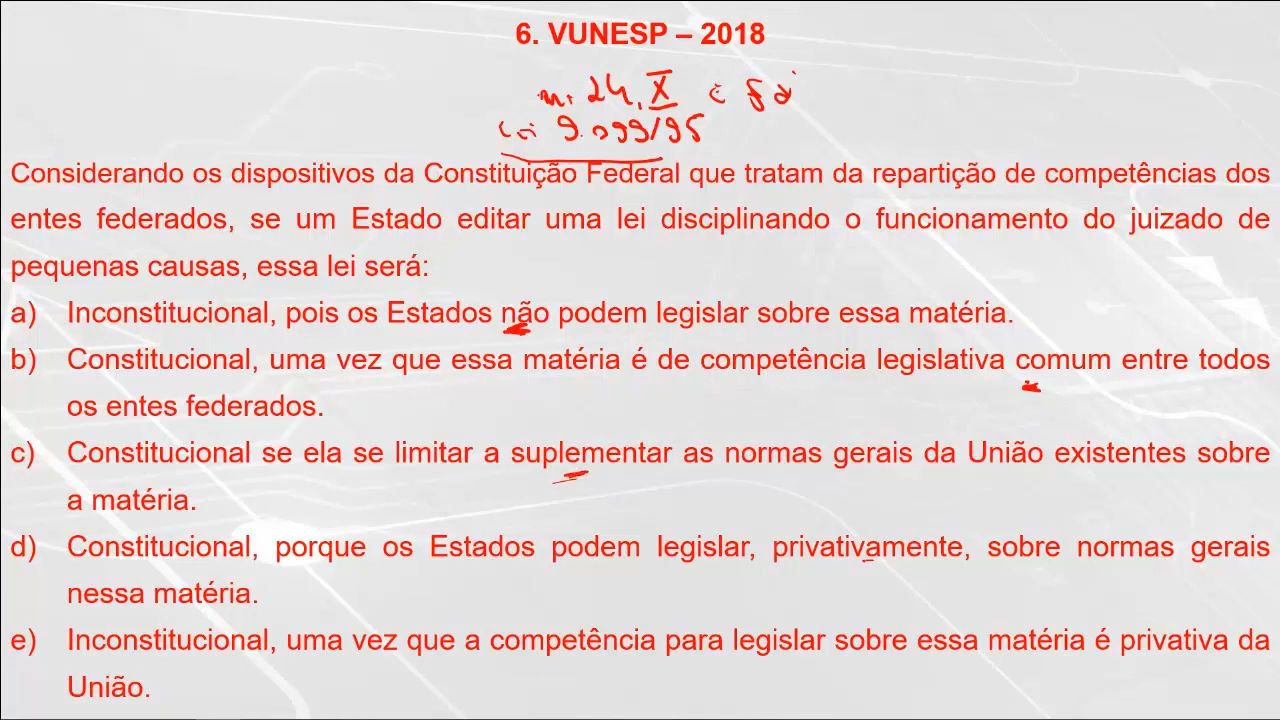 6. VUNESP – 2018
24, X
9.099/95
Considerando os dispositivos da Constituição Federal que tratam da repartição de competências dos
entes federados, se um Estado editar uma lei disciplinando o funcionamento do juizado de
pequenas causas, essa lei será:
a) Inconstitucional, pois os Estados não podem legislar sobre essa matéria.
b) Constitucional, uma vez que essa matéria é de competência legislativa comum entre todos
os entes federados.
c) Constitucional se ela se limitar a suplementar as normas gerais da União existentes sobre
a matéria.
d) Constitucional, porque os Estados podem legislar, privativamente, sobre normas gerais
nessa matéria.
e) Inconstitucional, uma vez que a competência para legislar sobre essa matéria é privativa da
União.